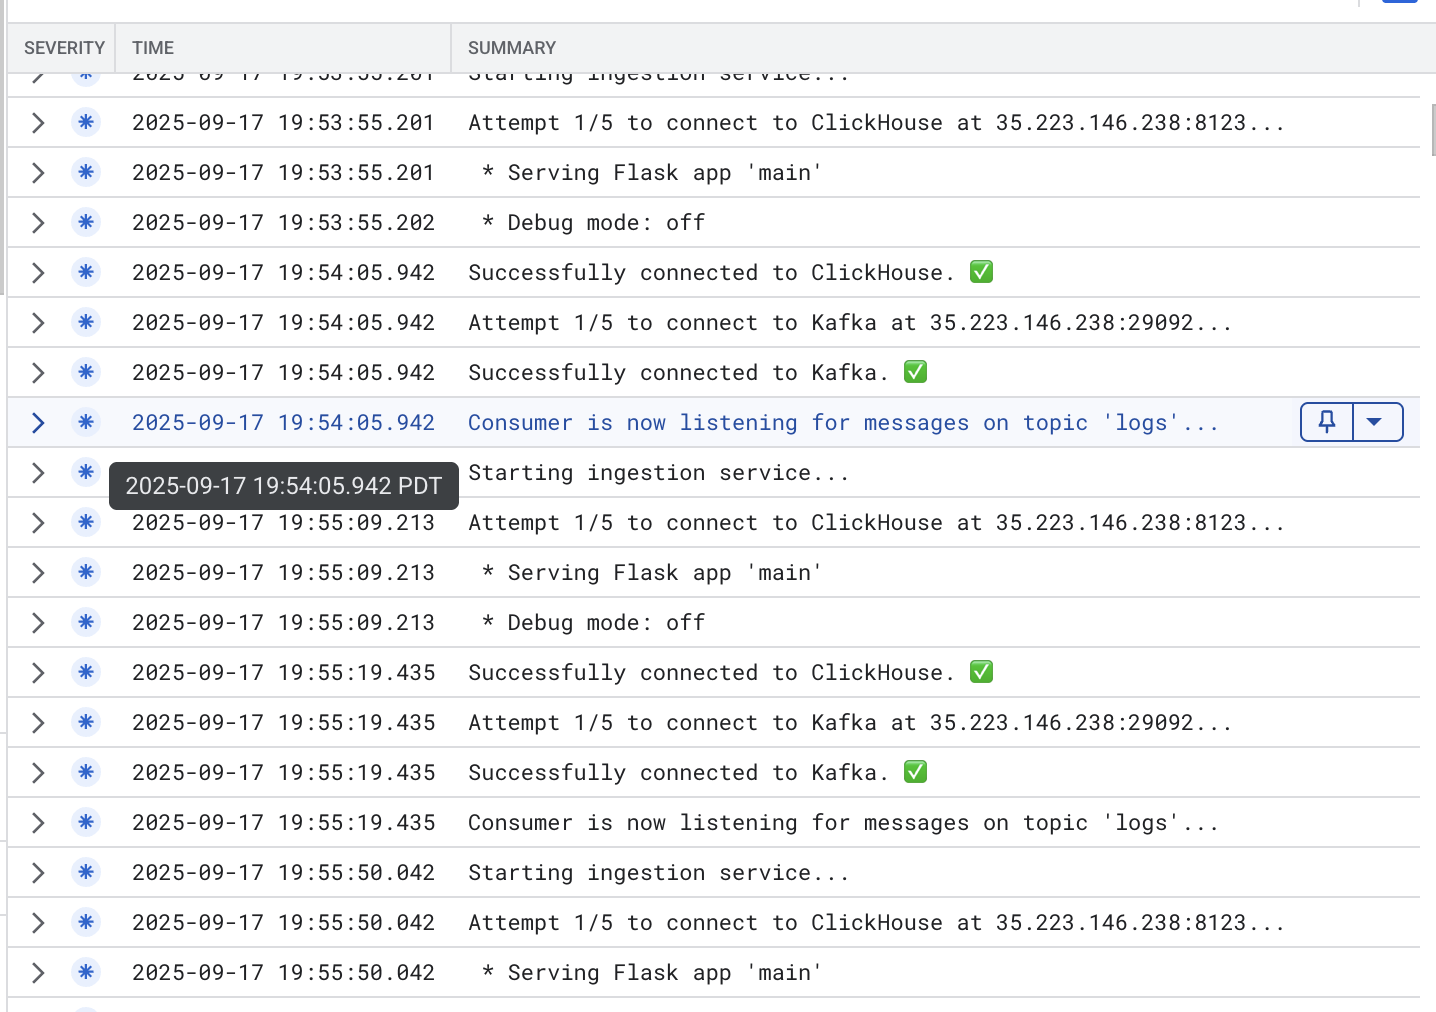 SEVERITY TIME SUMMARY
2025-09-17 19:53:55.201 Starting ingestion service...
2025-09-17 19:53:55.201 Attempt 1/5 to connect to ClickHouse at 35.223.146.238:8123...
2025-09-17 19:53:55.201 * Serving Flask app 'main'
2025-09-17 19:53:55.202 * Debug mode: off
2025-09-17 19:54:05.942 Successfully connected to ClickHouse. ✅
2025-09-17 19:54:05.942 Attempt 1/5 to connect to Kafka at 35.223.146.238:29092...
2025-09-17 19:54:05.942 Successfully connected to Kafka. ✅
2025-09-17 19:54:05.942 Consumer is now listening for messages on topic 'logs'...
Starting ingestion service...
2025-09-17 19:54:05.942 PDT
2025-09-17 19:55:09.213 Attempt 1/5 to connect to ClickHouse at 35.223.146.238:8123...
2025-09-17 19:55:09.213 * Serving Flask app 'main'
2025-09-17 19:55:09.213 * Debug mode: off
2025-09-17 19:55:19.435 Successfully connected to ClickHouse. ✅
2025-09-17 19:55:19.435 Attempt 1/5 to connect to Kafka at 35.223.146.238:29092...
2025-09-17 19:55:19.435 Successfully connected to Kafka. ✅
2025-09-17 19:55:19.435 Consumer is now listening for messages on topic 'logs'...
2025-09-17 19:55:50.042 Starting ingestion service...
2025-09-17 19:55:50.042 Attempt 1/5 to connect to ClickHouse at 35.223.146.238:8123...
2025-09-17 19:55:50.042 * Serving Flask app 'main'